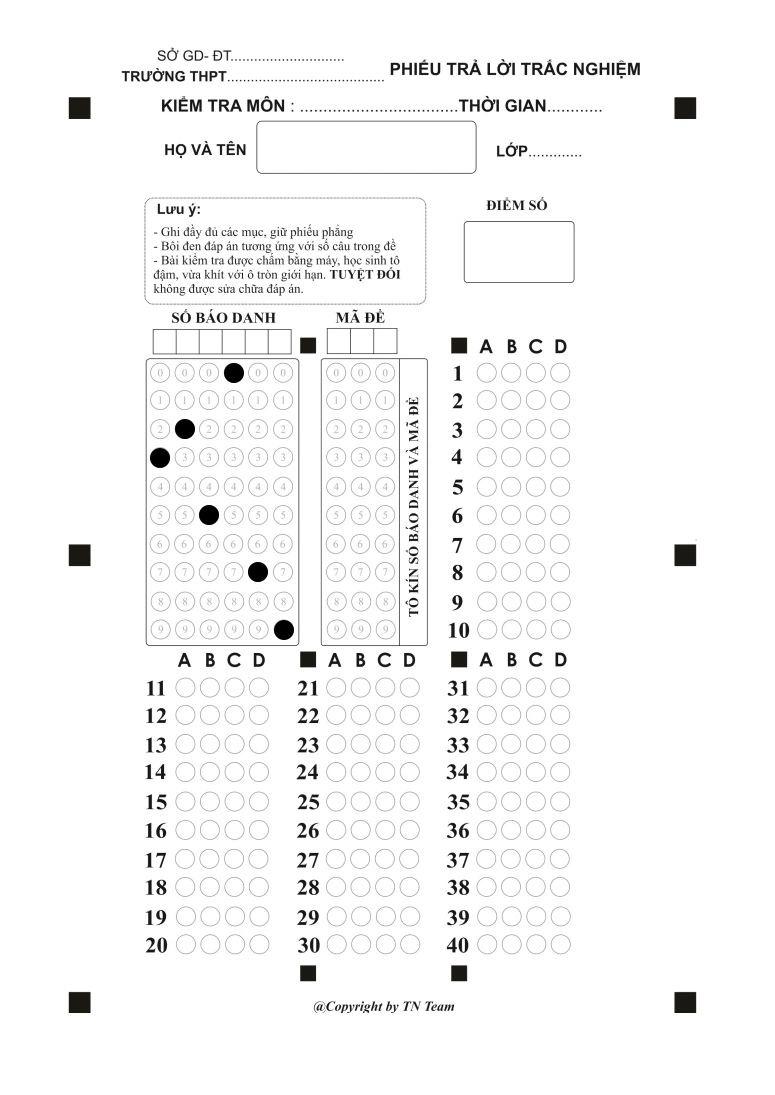 SỞ GD- ĐT.............................
TRƯỜNG THPT........................................
PHIẾU TRẢ LỜI TRẮC NGHIỆM
KIỂM TRA MÔN : ..................................THỜI GIAN............
HỌ VÀ TÊN
LỚP.............
Lưu ý:
- Ghi đầy đủ các mục, giữ phiếu phẳng
- Bôi đen đáp án tương ứng với số câu trong đề
- Bài kiểm tra được chấm bằng máy, học sinh tô
đậm, vừa khít với ô tròn giới hạn. TUYỆT ĐỐI
không được sửa chữa đáp án.
ĐIỂM SỐ
SỐ BÁO DANH
MÃ ĐỀ
0 0 0 0 0
1 1 1 1 1 1
2 2 2 2 2
3 3 3 3 3
4 4 4 4 4 4
5 5 5 5 5
6 6 6 6 6 6
7 7 7 7 7
8 8 8 8 8 8
9 9 9 9 9
0 0 0
1 1 1
2 2 2
3 3 3
4 4 4
5 5 5
6 6 6
7 7 7
8 8 8
9 9 9
TÔ KÍN SỐ BÁO DANH VÀ MÃ ĐỀ
A B C D
1
2
3
4
5
6
7
8
9
10
A B C D
11
12
13
14
15
16
17
18
19
20
A B C D
21
22
23
24
25
26
27
28
29
30
A B C D
31
32
33
34
35
36
37
38
39
40
@Copyright by TN Team